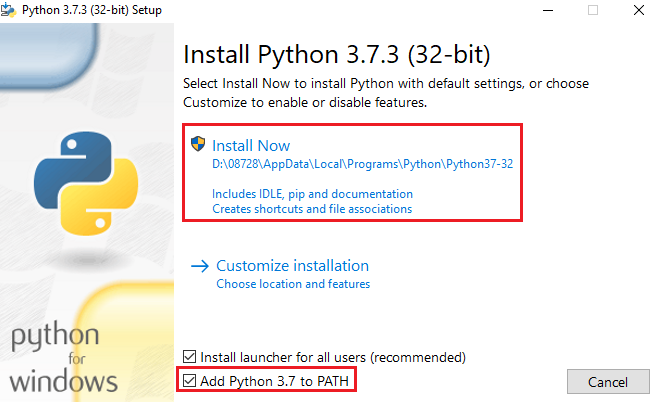 Python 3.7.3 (32-bit) Setup
Install Python 3.7.3 (32-bit)
Select Install Now to install Python with default settings, or choose
Customize to enable or disable features.
Install Now
D:\08728\AppData\Local\Programs\Python\Python37-32
Includes IDLE, pip and documentation
Creates shortcuts and file associations
Customize installation
Choose location and features
python
for
windows
Install launcher for all users (recommended)
Add Python 3.7 to PATH
Cancel